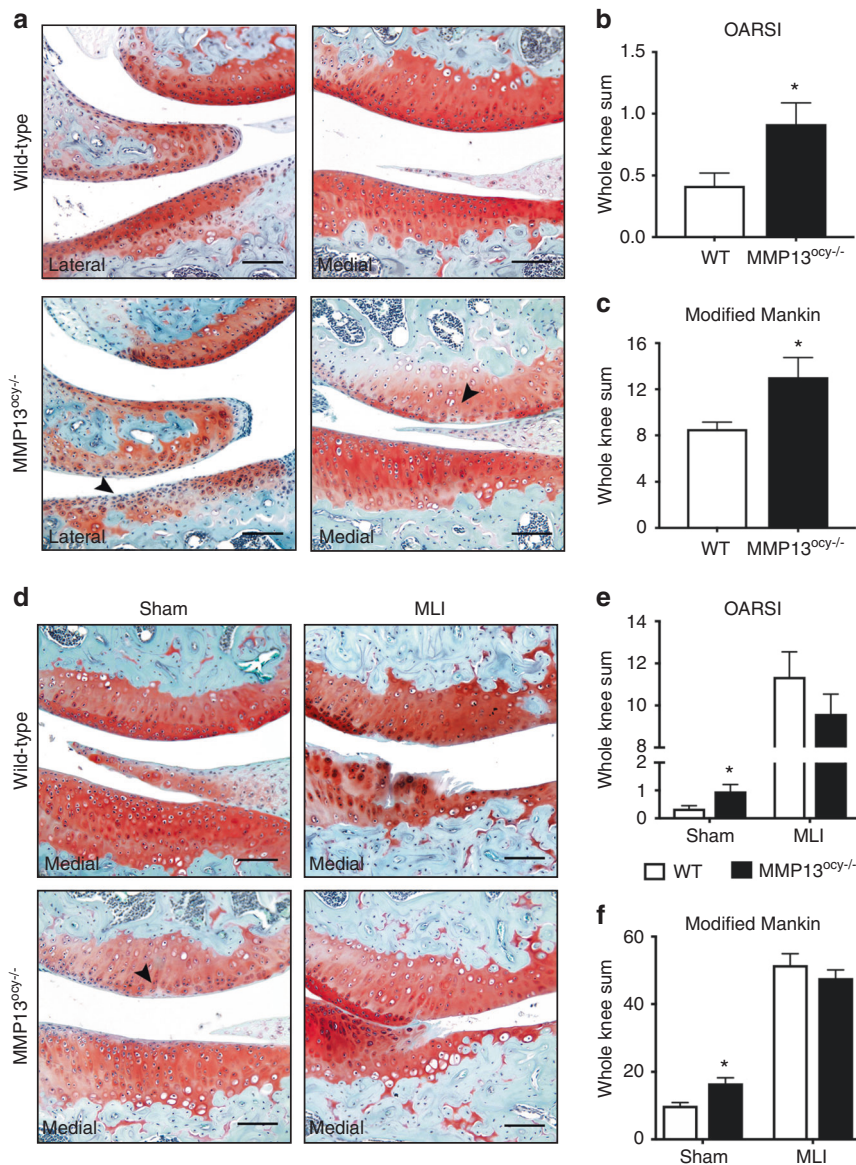 a
Wild-type
Lateral
Medial
MMP13ocy-/-
Lateral
Medial
b
OARSI
Whole knee sum
1.5
1.0
0.5
0.0
WT
MMP13ocy-/-
*
c
Modified Mankin
Whole knee sum
16
12
8
4
0
WT
MMP13ocy-/-
*
d
Sham
MLI
Wild-type
Medial
Medial
MMP13ocy-/-
Medial
Medial
e
OARSI
Whole knee sum
14
12
10
8
2
1
0
*
Sham
MLI
WT
MMP13ocy-/-
f
Modified Mankin
Whole knee sum
60
40
20
0
*
Sham
MLI